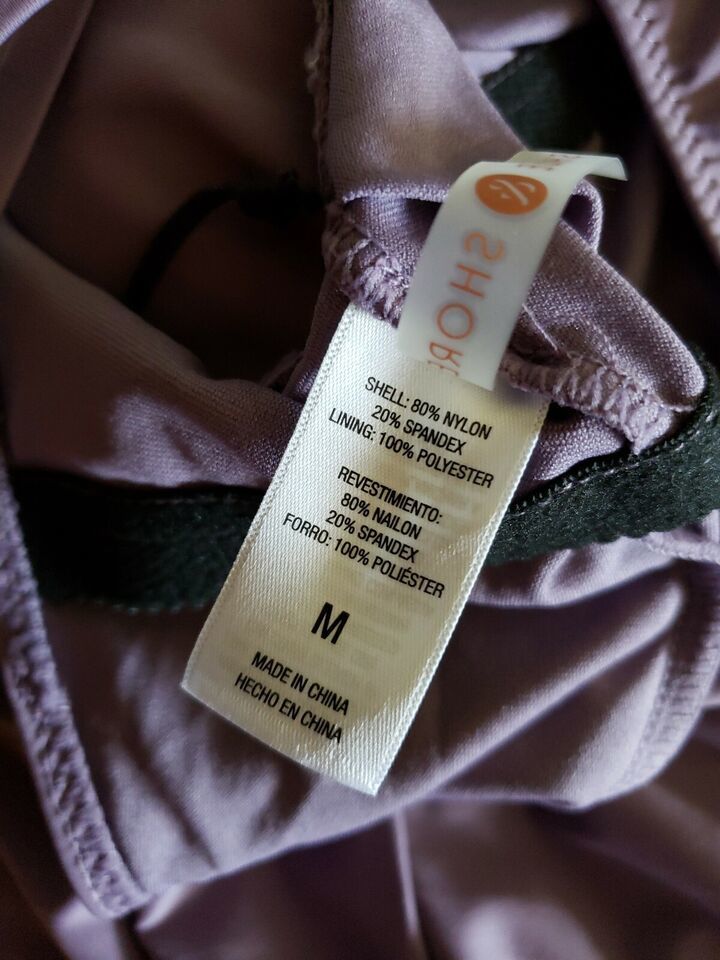 SHOR
SHELL: 80% NYLON
20% SPANDEX
LINING: 100% POLYESTER
REVESTIMIENTO:
80% NAILON
20% SPANDEX
FORRO: 100% POLIÉSTER
M
MADE IN CHINA
HECHO EN CHINA